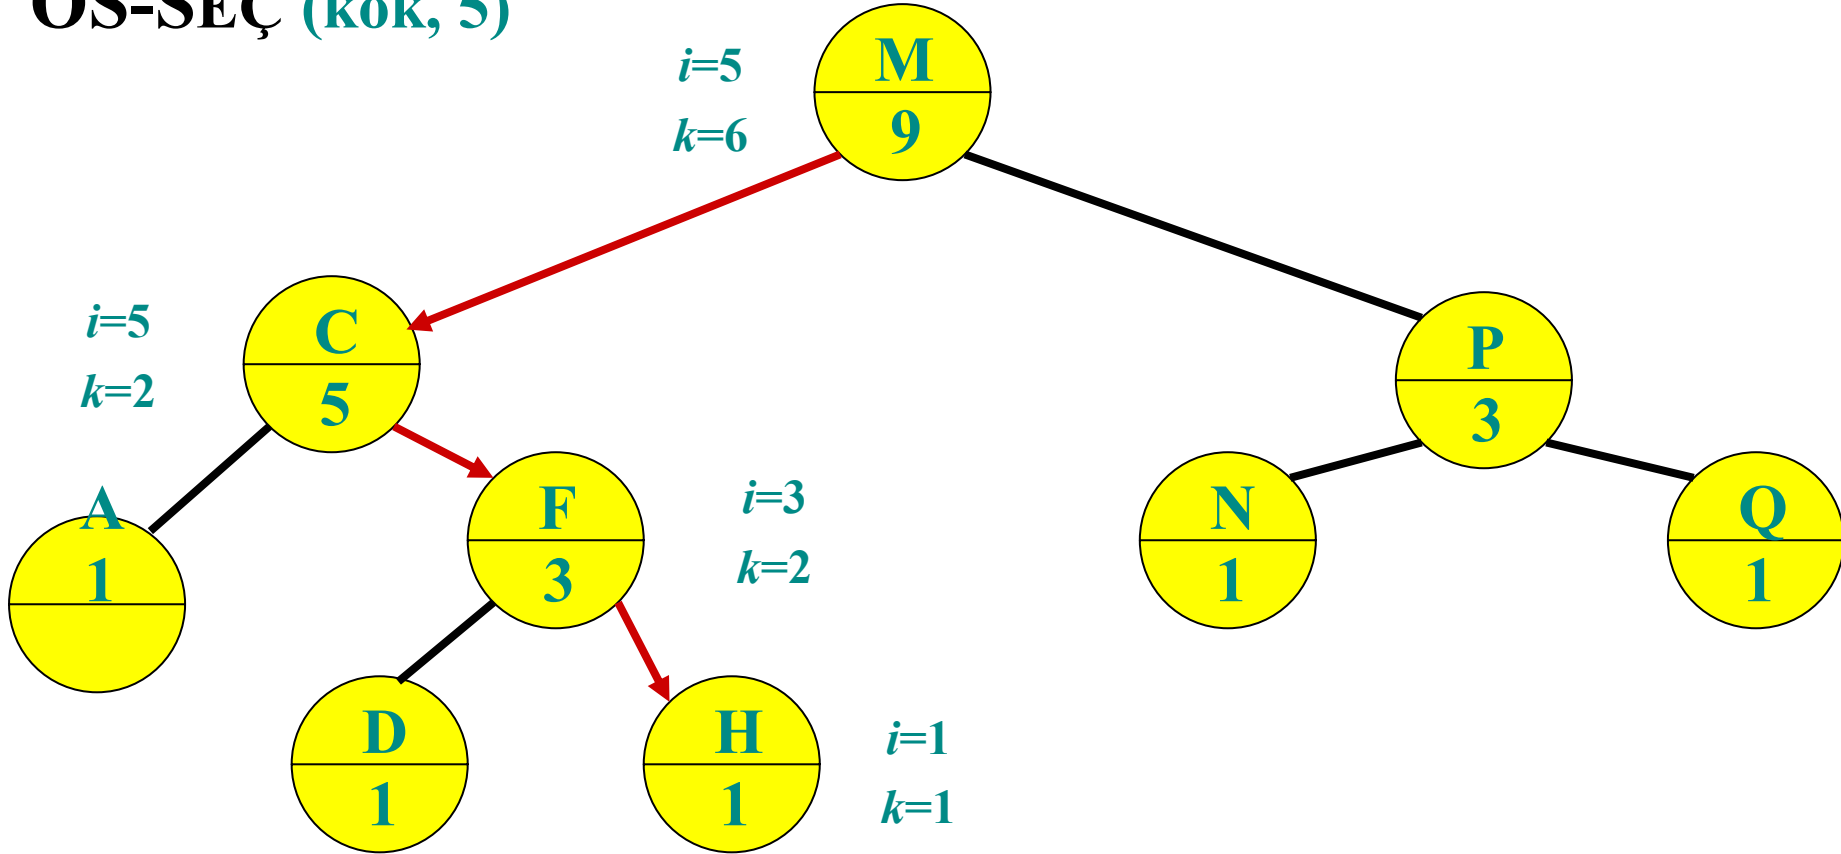 OS-SEÇ (kök, 5)
M
9
i=5
k=6
C
5
i=5
k=2
P
3
A
1
F
3
i=3
k=2
N
1
Q
1
D
1
H
1
i=1
k=1